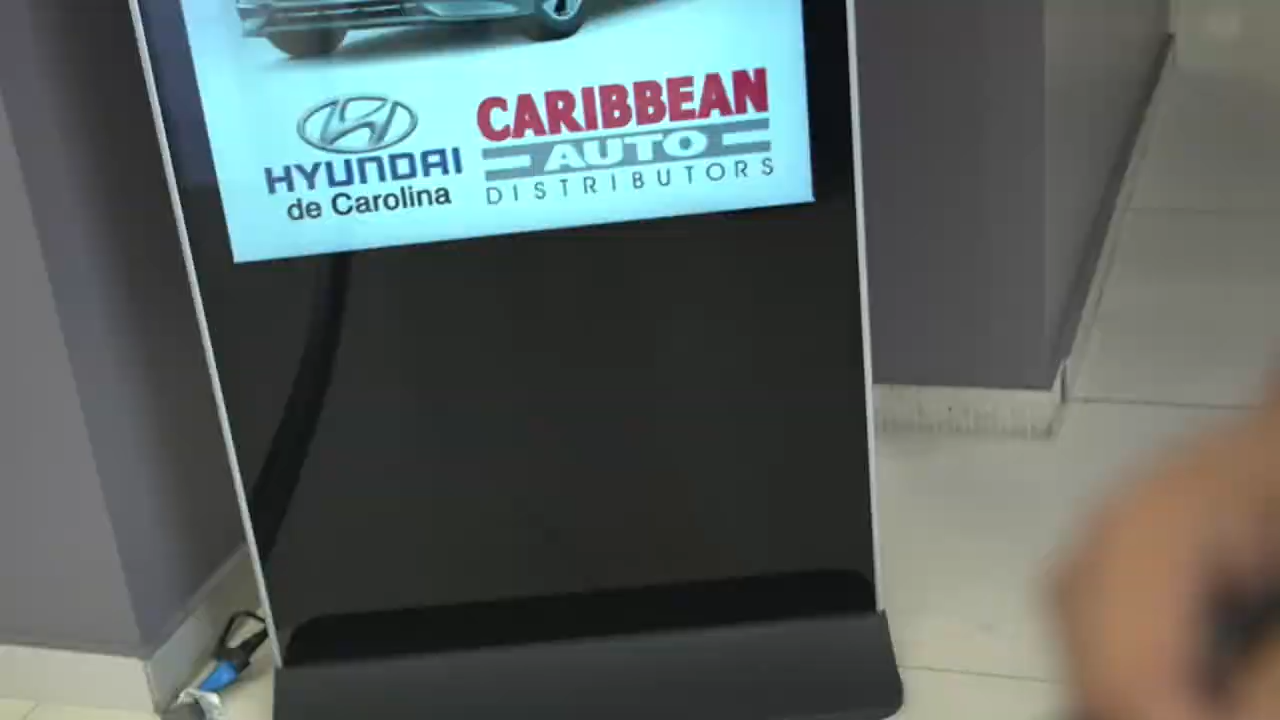 HYUNDAI
de Carolina
CARIBBEAN
AUTO
DISTRIBUTORS